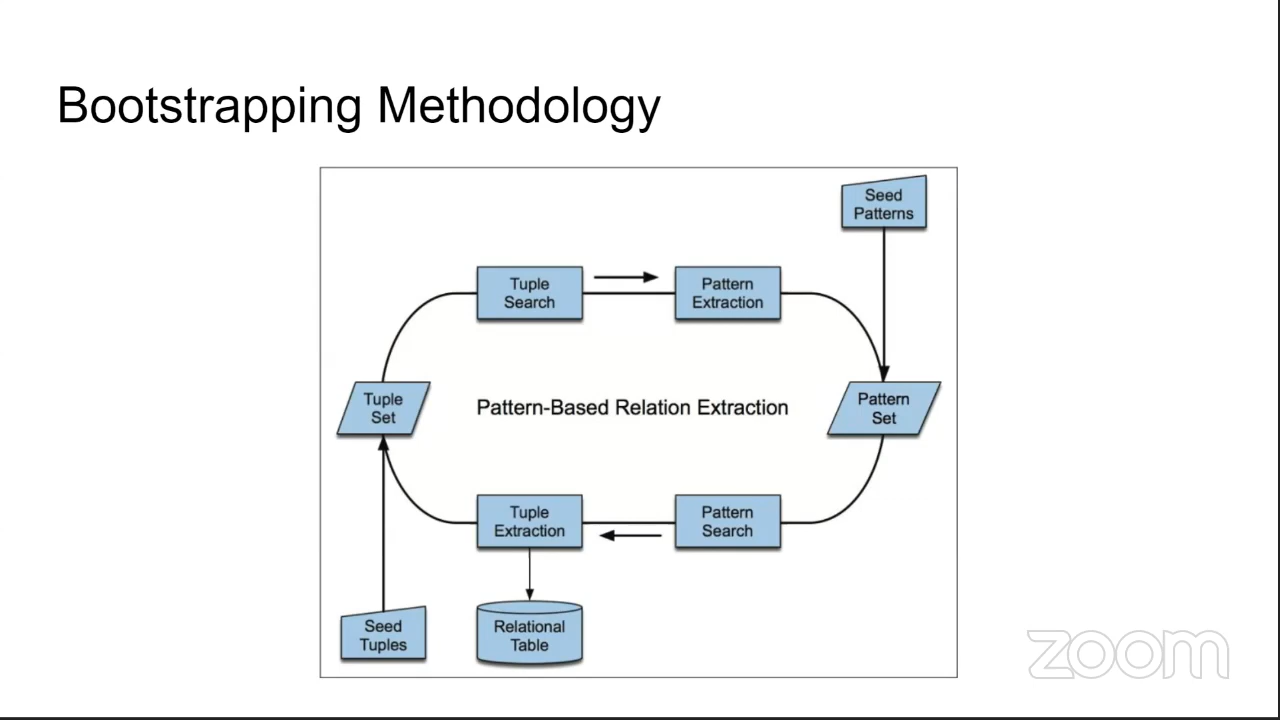 Bootstrapping Methodology
Seed
Patterns
Tuple
Search
Pattern
Extraction
Tuple
Set
Pattern-Based Relation Extraction
Pattern
Set
Tuple
Extraction
Pattern
Search
Seed
Tuples
Relational
Table
zoom